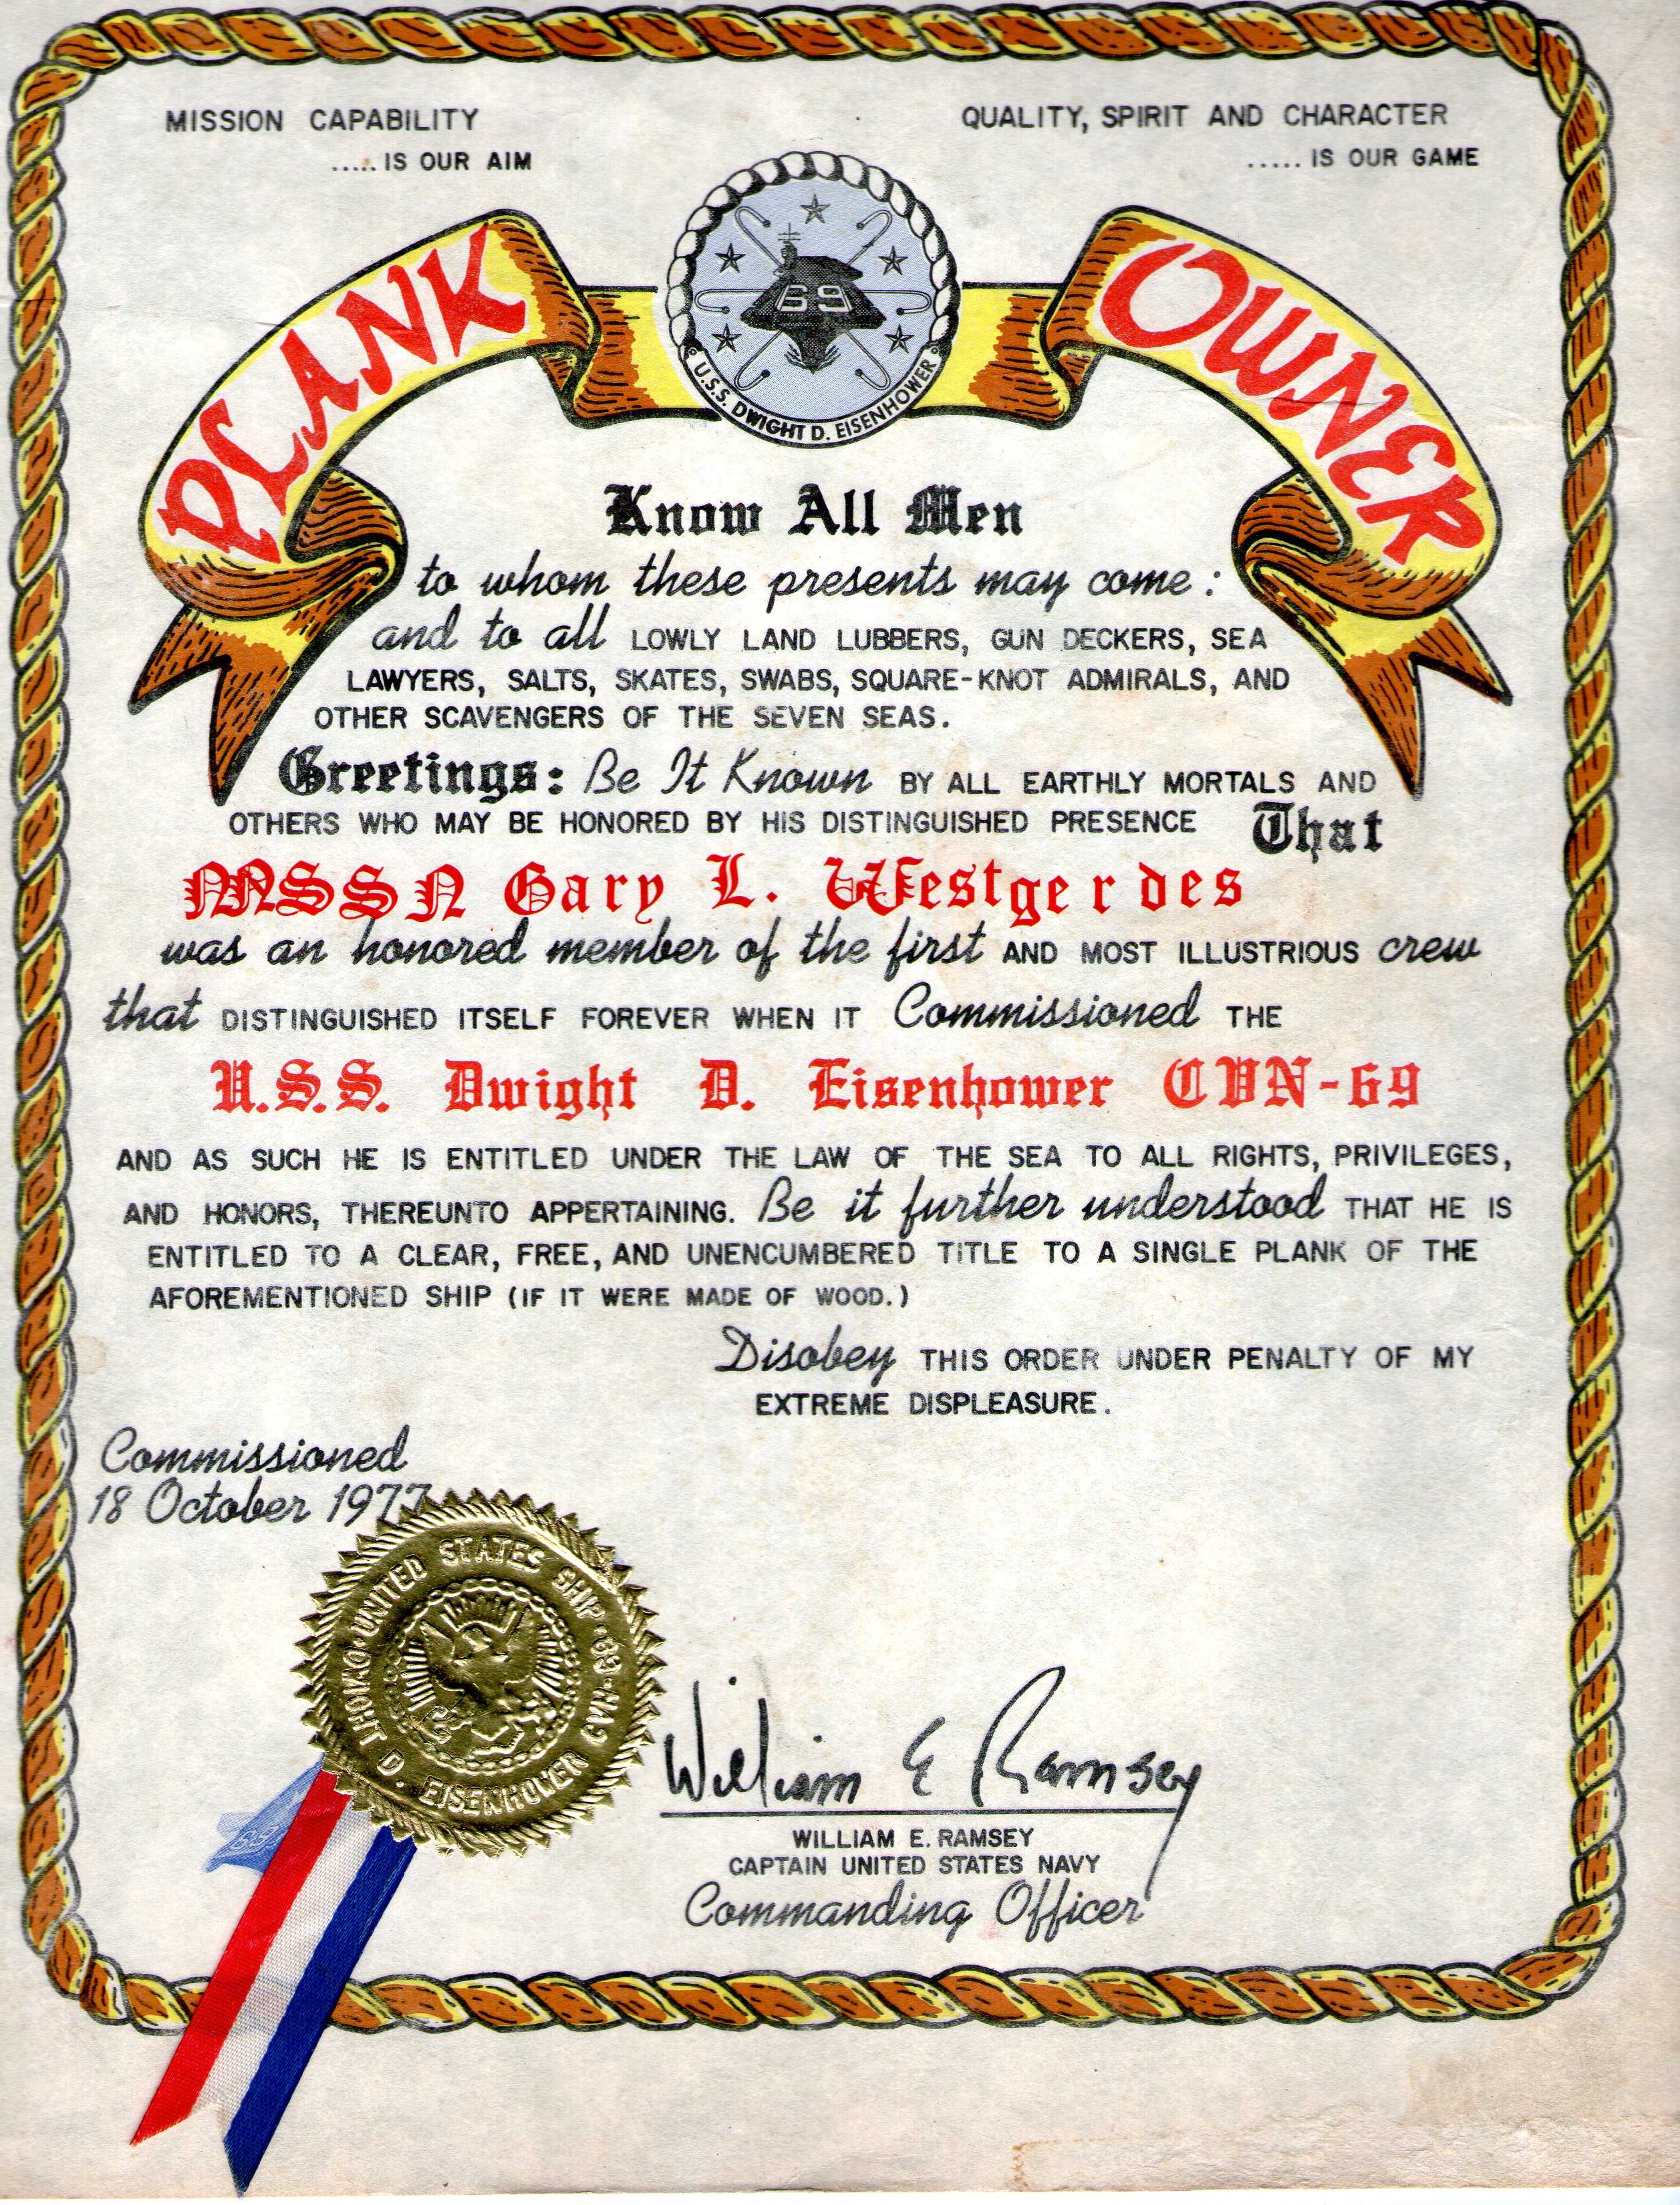 MISSION CAPABILITY
..... IS OUR AIM
QUALITY, SPIRIT AND CHARACTER
..... IS OUR GAME
PLANK OWNER
69
U.S.S. DWIGHT D. EISENHOWER
Know All Men
to whom these presents may come:
and to all LOWLY LAND LUBBERS, GUN DECKERS, SEA
LAWYERS, SALTS, SKATES, SWABS, SQUARE-KNOT ADMIRALS, AND
OTHER SCAVENGERS OF THE SEVEN SEAS.
Greetings: Be It Known BY ALL EARTHLY MORTALS AND
OTHERS WHO MAY BE HONORED BY HIS DISTINGUISHED PRESENCE That
MSSN Gary L. Westgerdes
was an honored member of the first AND MOST ILLUSTRIOUS crew
that DISTINGUISHED ITSELF FOREVER WHEN IT Commissioned THE
U.S.S. Dwight D. Eisenhower CVN-69
AND AS SUCH HE IS ENTITLED UNDER THE LAW OF THE SEA TO ALL RIGHTS, PRIVILEGES,
AND HONORS, THEREUNTO APPERTAINING. Be it further understood THAT HE IS
ENTITLED TO A CLEAR, FREE, AND UNENCUMBERED TITLE TO A SINGLE PLANK OF THE
AFOREMENTIONED SHIP (IF IT WERE MADE OF WOOD.)
Disobey THIS ORDER UNDER PENALTY OF MY
EXTREME DISPLEASURE.
Commissioned
18 October 1977
UNITED STATES SHIP · DWIGHT D. EISENHOWER · CVN-69
69
William E Ramsey
WILLIAM E. RAMSEY
CAPTAIN UNITED STATES NAVY
Commanding Officer